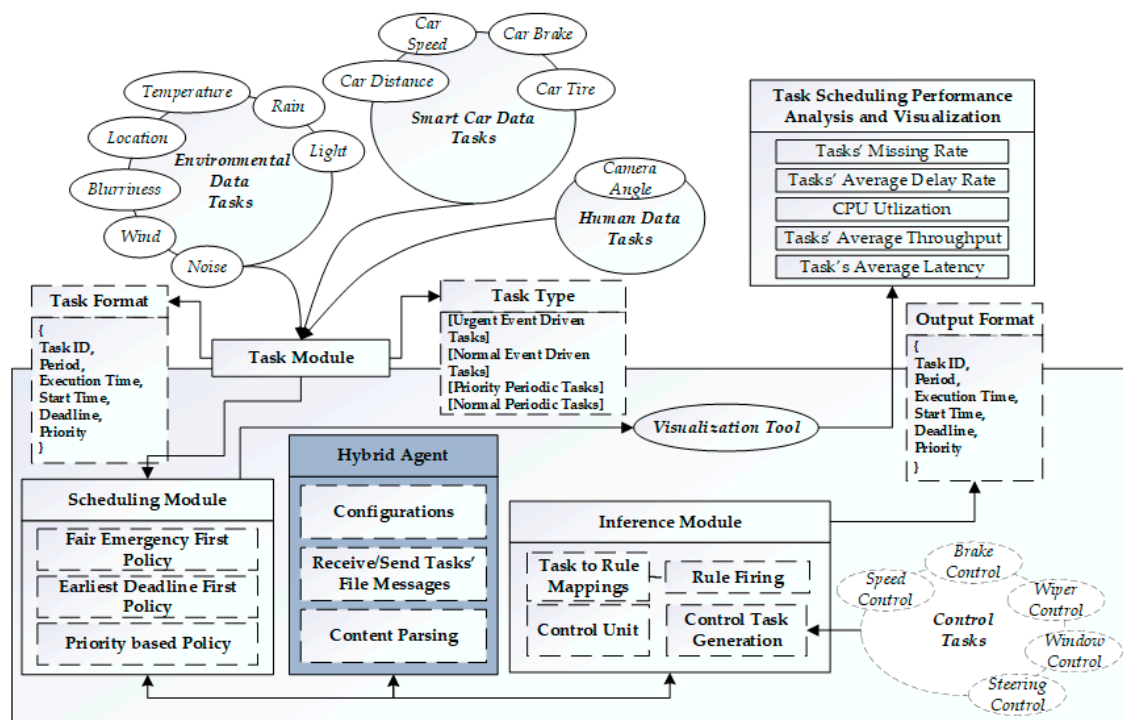 Car
Speed
Car Brake
Car Distance
Car Tire
Smart Car Data
Tasks
Temperature
Rain
Location
Light
Environmental
Data
Tasks
Blurriness
Wind
Noise
Camera
Angle
Human Data
Tasks
Task Scheduling Performance
Analysis and Visualization
Tasks' Missing Rate
Tasks' Average Delay Rate
CPU Utlization
Tasks' Average Throughput
Task's Average Latency
Task Format
{
Task ID,
Period,
Execution Time,
Start Time,
Deadline,
Priority
}
Task Module
Task Type
[Urgent Event Driven
Tasks]
[Normal Event Driven
Tasks]
[Priority Periodic Tasks]
[Normal Periodic Tasks]
Output Format
{
Task ID,
Period,
Execution Time,
Start Time,
Deadline,
Priority
}
Visualization Tool
Scheduling Module
Fair Emergency First
Policy
Earliest Deadline First
Policy
Priority based Policy
Hybrid Agent
Configurations
Receive/Send Tasks'
File Messages
Content Parsing
Inference Module
Task to Rule
Mappings
Rule Firing
Control Unit
Control Task
Generation
Brake
Control
Speed
Control
Wiper
Control
Control
Tasks
Window
Control
Steering
Control